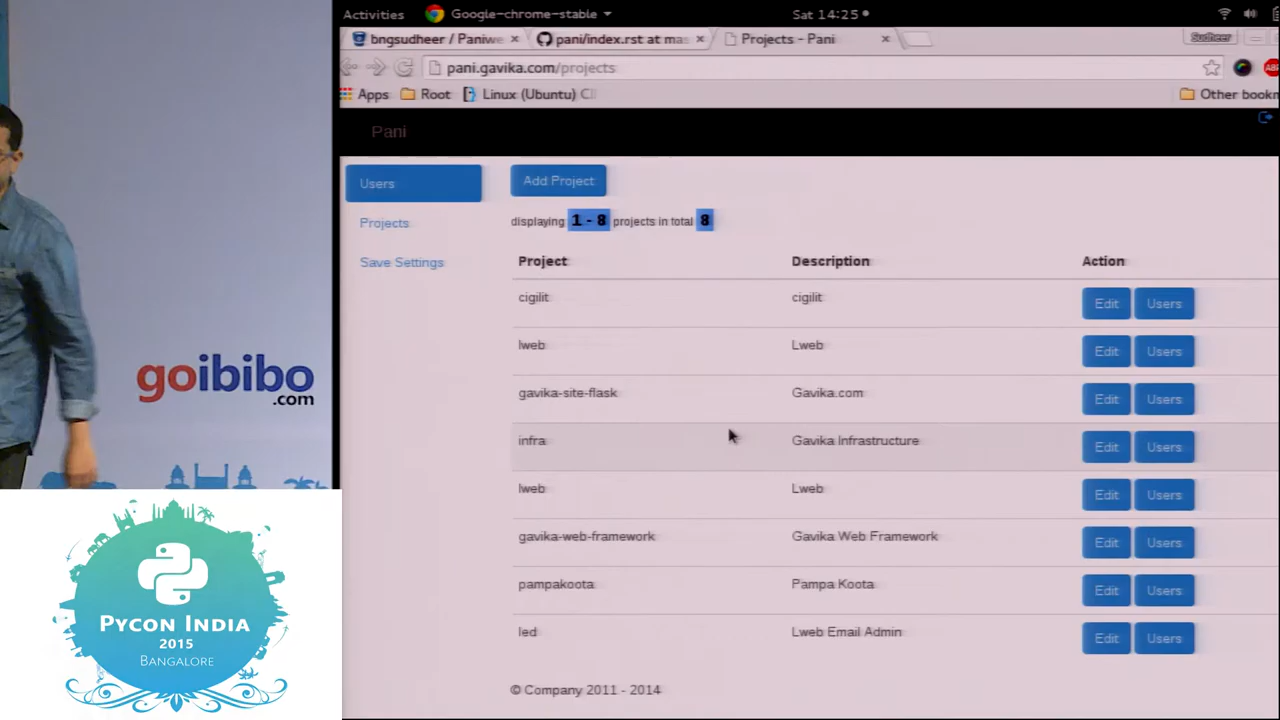 Activities Google-chrome-stable Sat 14:25
bngsudheer / Paniwe × pani/index.rst at mas × Projects - Pani × Sudheer
pani.gavika.com/projects ABP
Apps Root Linux (Ubuntu) Cli Other bookm
Pani
Users Add Project
displaying 1 - 8 projects in total 8
Projects
Save Settings
Project Description Action
cigilit cigilit Edit Users
lweb Lweb Edit Users
gavika-site-flask Gavika.com Edit Users
infra Gavika Infrastructure Edit Users
lweb Lweb Edit Users
gavika-web-framework Gavika Web Framework Edit Users
pampakoota Pampa Koota Edit Users
led Lweb Email Admin Edit Users
© Company 2011 - 2014
goibibo
.com
PYCON INDIA
2015
BANGALORE